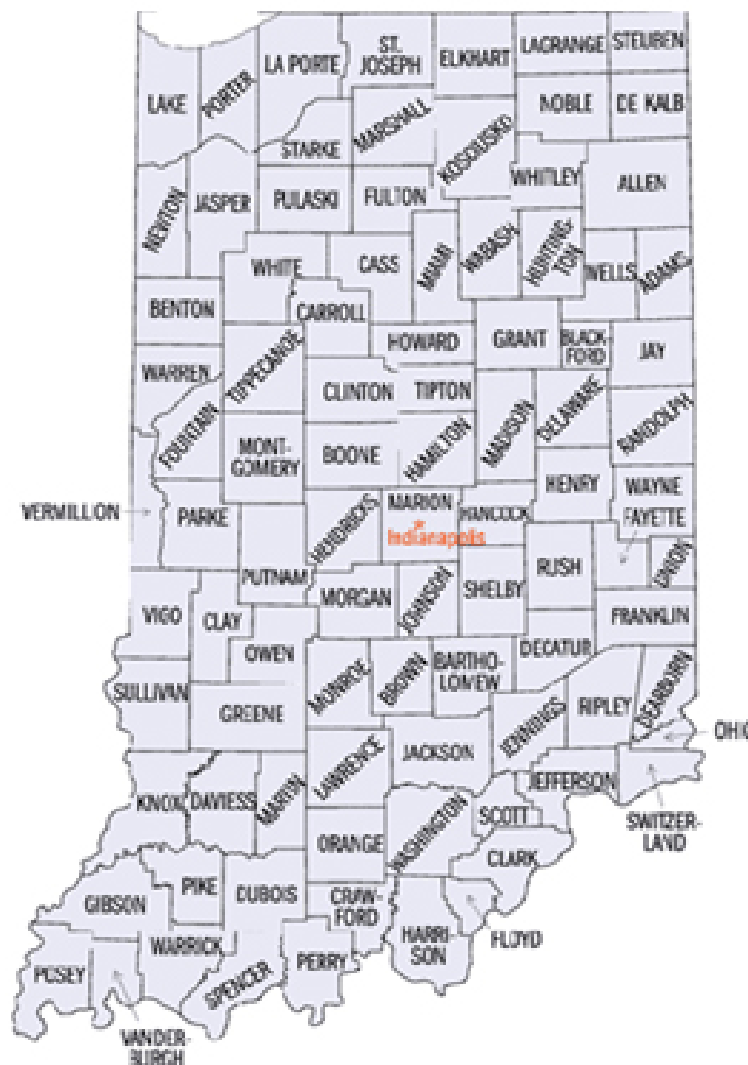 ST.
JOSEPH
LAGRANGE
STEUBEN
LA PORTE
ELKHART
LAKE
PORTER
NOBLE
DE KALB
MARSHALL
KOSCIUSKO
STARKE
WHITLEY
ALLEN
NEWTON
JASPER
PULASKI
FULTON
MIAMI
WABASH
HUNTING-
TON
WELLS
ADAMS
WHITE
CASS
BENTON
CARROLL
HOWARD
GRANT
BLACK-
FORD
JAY
WARREN
TIPPECANOE
CLINTON
TIPTON
MADISON
DELAWARE
RANDOLPH
FOUNTAIN
MONT-
GOMERY
BOONE
HAMILTON
HENRY
WAYNE
VERMILLION
PARKE
HENDRICKS
MARION
HANCOCK
FAYETTE
Indianapolis
PUTNAM
RUSH
UNION
MORGAN
JOHNSON
SHELBY
VIGO
CLAY
FRANKLIN
OWEN
DECATUR
MONROE
BROWN
BARTHO-
LOMEW
SULLIVAN
GREENE
JENNINGS
RIPLEY
DEARBORN
OHIO
JACKSON
LAWRENCE
KNOX
DAVIESS
MARTIN
JEFFERSON
SWITZER-
LAND
ORANGE
WASHINGTON
SCOTT
CLARK
GIBSON
PIKE
DUBOIS
CRAW-
FORD
HARRI-
SON
FLOYD
POSEY
WARRICK
SPENCER
PERRY
VANDER-
BURGH